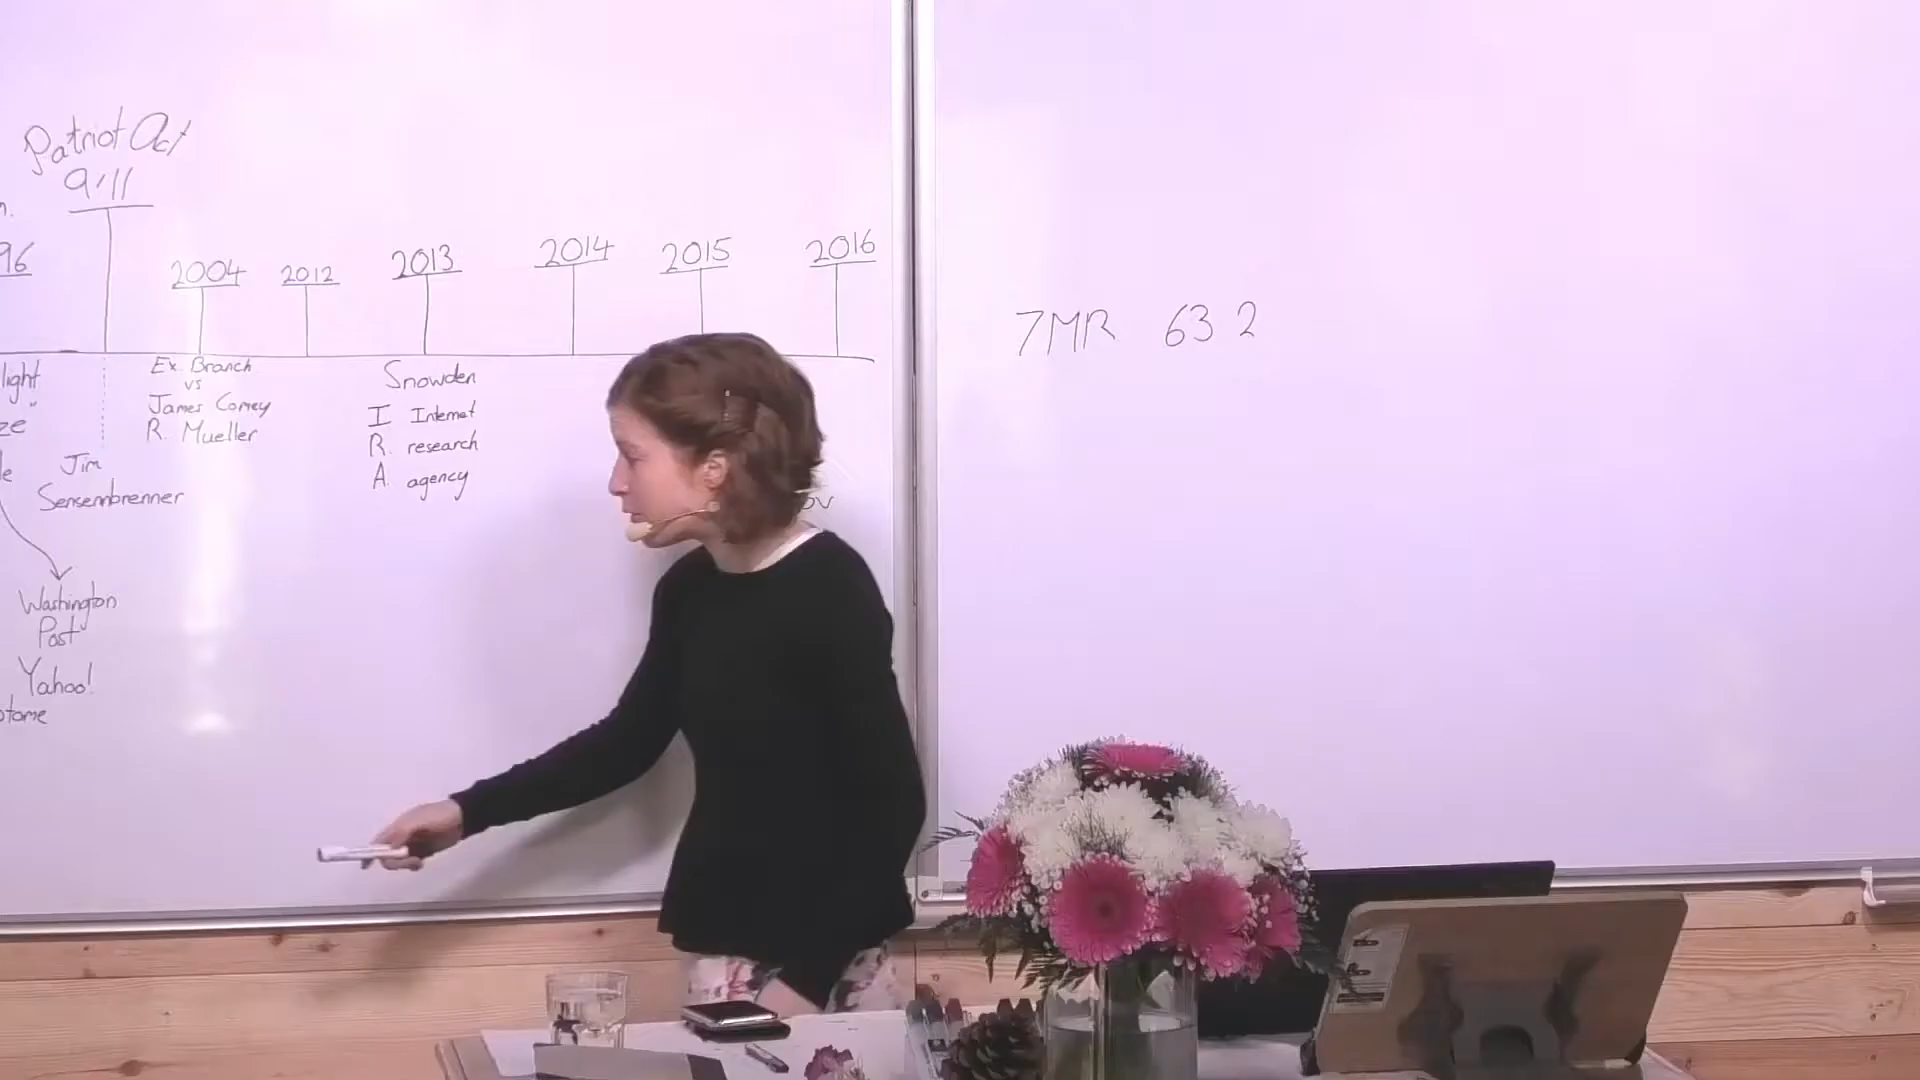 Patriot Act
9/11
96
2004
2012
2013
2014
2015
2016
7MR 63 2
light
Ex. Branch
vs
James Comey
R. Mueller
Snowden
I Internet
R. research
A. agency
Jim
Sensenbrenner
Washington
Post
Yahoo!